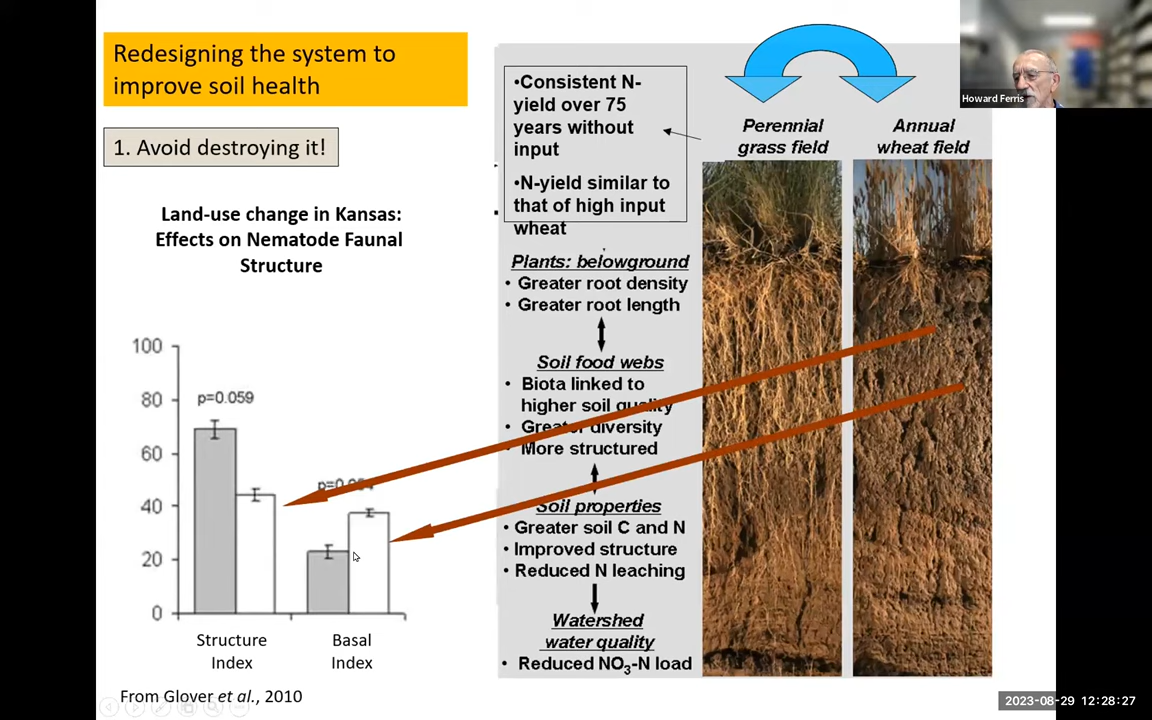 Redesigning the system to
improve soil health
1. Avoid destroying it!
Land-use change in Kansas:
Effects on Nematode Faunal
Structure
100
80
60
40
20
0
p=0.059
Structure
Index
Basal
Index
From Glover et al., 2010
•Consistent N-
yield over 75
years without
input
•N-yield similar to
that of high input
wheat
Plants: belowground
• Greater root density
• Greater root length
Soil food webs
• Biota linked to
higher soil quality
• Greater diversity
• More structured
Soil properties
• Greater soil C and N
• Improved structure
• Reduced N leaching
Watershed
water quality
• Reduced NO3-N load
Perennial
grass field
Annual
wheat field
Howard Ferris
2023-08-29 12:28:27